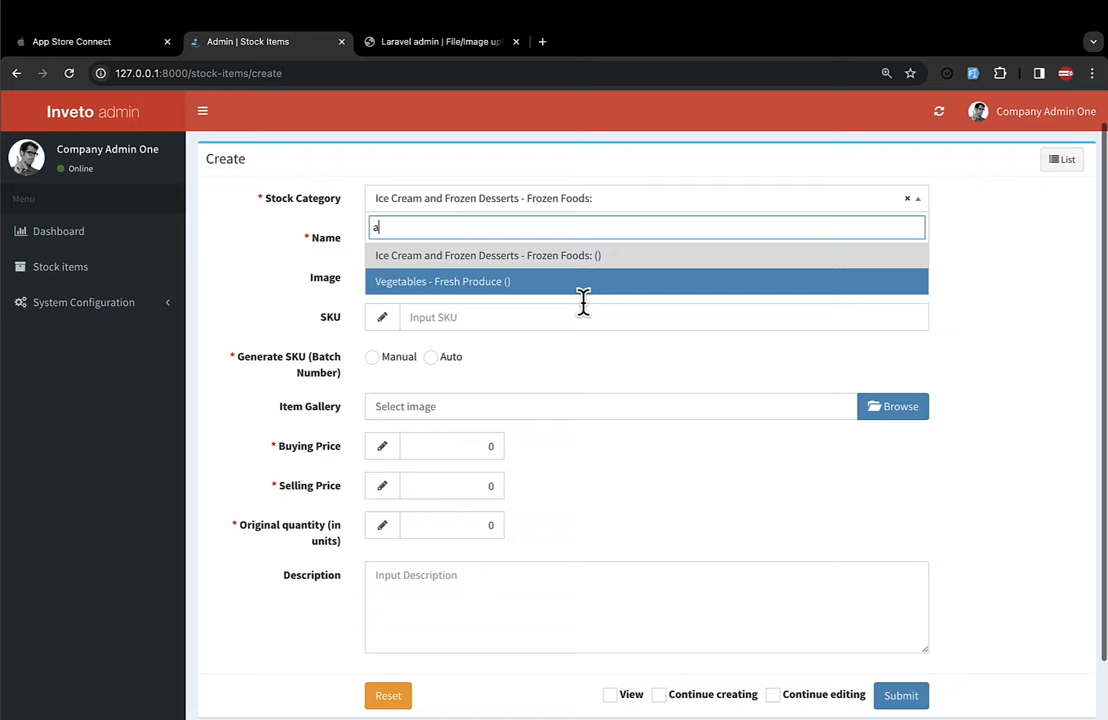 App Store Connect
Admin | Stock Items
Laravel admin | File/Image up
127.0.0.1:8000/stock-items/create
Inveto admin
Company Admin One
Company Admin One
Online
Menu
Dashboard
Stock items
System Configuration
Create
List
* Stock Category
Ice Cream and Frozen Desserts - Frozen Foods:
a
Ice Cream and Frozen Desserts - Frozen Foods: ()
Vegetables - Fresh Produce ()
* Name
Image
SKU
Input SKU
* Generate SKU (Batch
Number)
Manual
Auto
Item Gallery
Select image
Browse
* Buying Price
0
* Selling Price
0
* Original quantity (in
units)
0
Description
Input Description
Reset
View
Continue creating
Continue editing
Submit